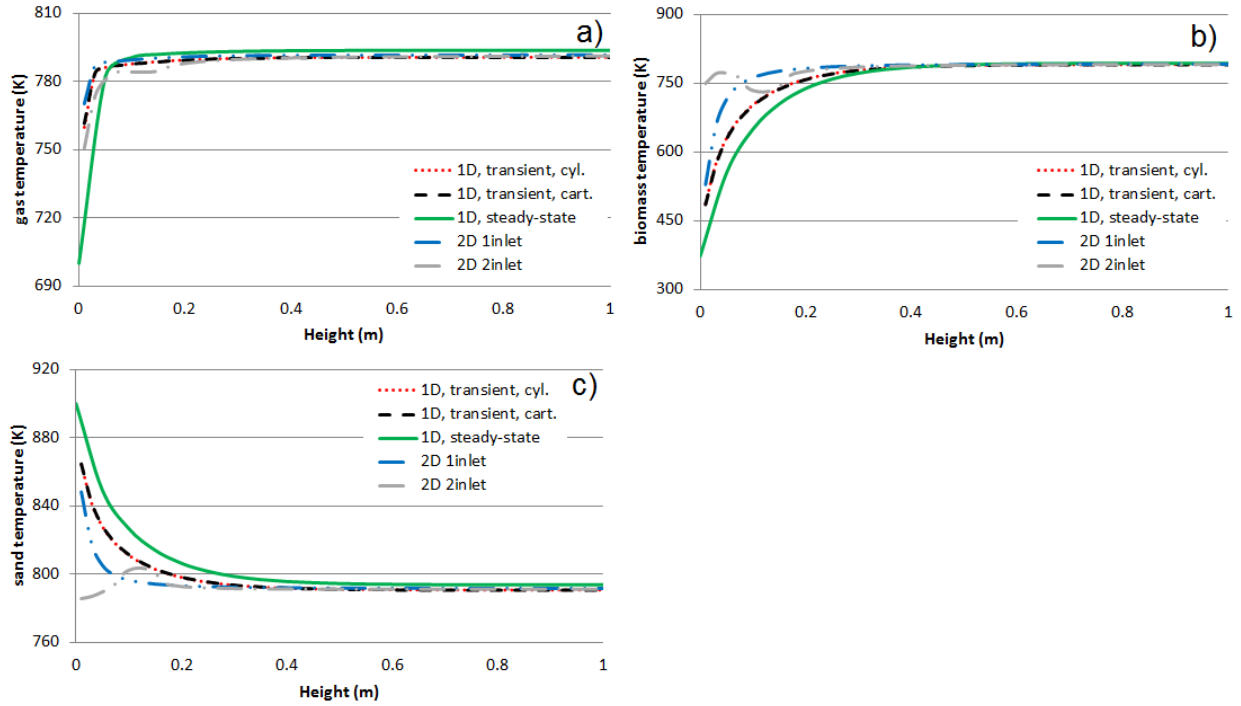 a)
gas temperature (K)
810
780
750
720
690
0
0.2
0.4
0.6
0.8
1
Height (m)
1D, transient, cyl.
1D, transient, cart.
1D, steady-state
2D 1inlet
2D 2inlet
b)
biomass temperature (K)
900
750
600
450
300
0
0.2
0.4
0.6
0.8
1
Height (m)
1D, transient, cyl.
1D, transient, cart.
1D, steady-state
2D 1inlet
2D 2inlet
c)
sand temperature (K)
920
880
840
800
760
0
0.2
0.4
0.6
0.8
1
Height (m)
1D, transient, cyl.
1D, transient, cart.
1D, steady-state
2D 1inlet
2D 2inlet